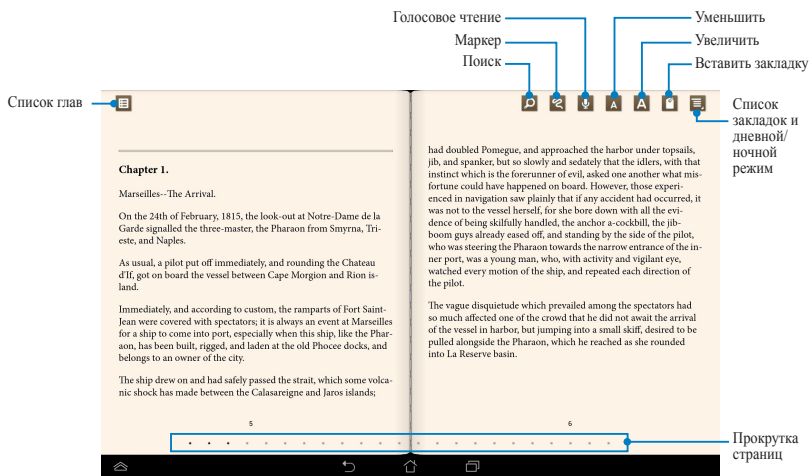 Голосовое чтение
Маркер
Поиск
Уменьшить
Увеличить
Вставить закладку
Список глав
Список
закладок и
дневной/
ночной
режим
Chapter 1.
Marseilles--The Arrival.
On the 24th of February, 1815, the look-out at Notre-Dame de la
Garde signalled the three-master, the Pharaon from Smyrna, Tri-
este, and Naples.
As usual, a pilot put off immediately, and rounding the Chateau
d'If, got on board the vessel between Cape Morgion and Rion is-
land.
Immediately, and according to custom, the ramparts of Fort Saint-
Jean were covered with spectators; it is always an event at Marseilles
for a ship to come into port, especially when this ship, like the Phar-
aon, has been built, rigged, and laden at the old Phocee docks, and
belongs to an owner of the city.
The ship drew on and had safely passed the strait, which some volca-
nic shock has made between the Calasareigne and Jaros islands;
5
had doubled Pomegue, and approached the harbor under topsails,
jib, and spanker, but so slowly and sedately that the idlers, with that
instinct which is the forerunner of evil, asked one another what mis-
fortune could have happened on board. However, those experi-
enced in navigation saw plainly that if any accident had occurred, it
was not to the vessel herself, for she bore down with all the evi-
dence of being skilfully handled, the anchor a-cockbill, the jib-
boom guys already eased off, and standing by the side of the pilot,
who was steering the Pharaon towards the narrow entrance of the in-
ner port, was a young man, who, with activity and vigilant eye,
watched every motion of the ship, and repeated each direction of
the pilot.
The vague disquietude which prevailed among the spectators had
so much affected one of the crowd that he did not await the arrival
of the vessel in harbor, but jumping into a small skiff, desired to be
pulled alongside the Pharaon, which he reached as she rounded
into La Reserve basin.
6
Прокрутка
страниц